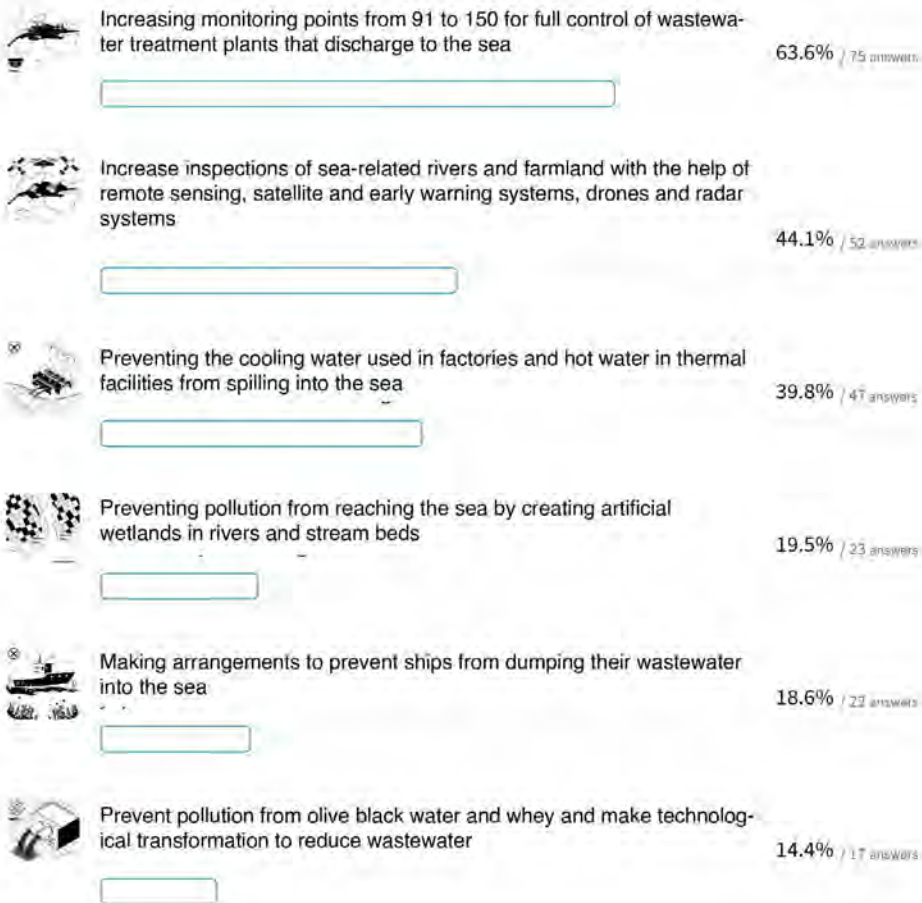 Increasing monitoring points from 91 to 150 for full control of wastewa-
ter treatment plants that discharge to the sea
63.6% / 75 answers
Increase inspections of sea-related rivers and farmland with the help of
remote sensing, satellite and early warning systems, drones and radar
systems
44.1% / 52 answers
Preventing the cooling water used in factories and hot water in thermal
facilities from spilling into the sea
39.8% / 47 answers
Preventing pollution from reaching the sea by creating artificial
wetlands in rivers and stream beds
19.5% / 23 answers
Making arrangements to prevent ships from dumping their wastewater
into the sea
18.6% / 22 answers
Prevent pollution from olive black water and whey and make technolog-
ical transformation to reduce wastewater
14.4% / 17 answers